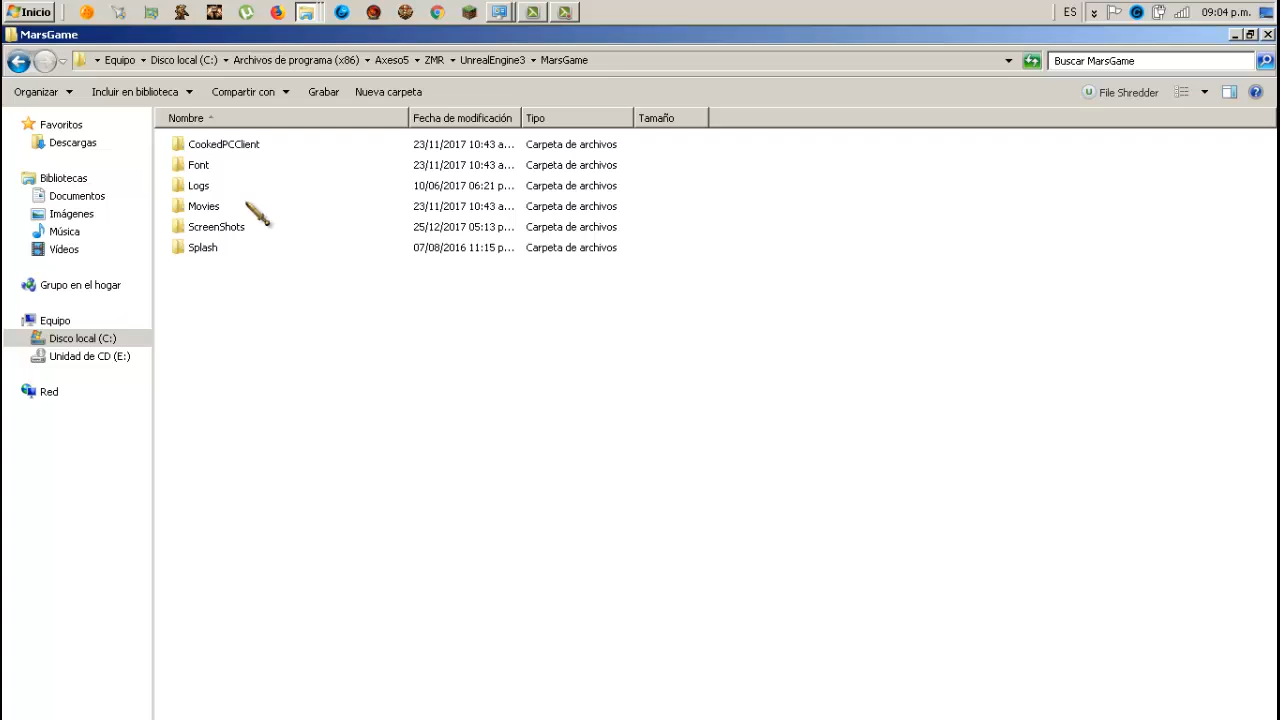 Inicio ES 09:04 p.m.
MarsGame
Equipo Disco local (C:) Archivos de programa (x86) Axeso5 ZMR UnrealEngine3 MarsGame Buscar MarsGame
Organizar Incluir en biblioteca Compartir con Grabar Nueva carpeta File Shredder
Nombre Fecha de modificación Tipo Tamaño
Favoritos
Descargas
Bibliotecas
Documentos
Imágenes
Música
Vídeos
Grupo en el hogar
Equipo
Disco local (C:)
Unidad de CD (E:)
Red
CookedPCClient 23/11/2017 10:43 a... Carpeta de archivos
Font 23/11/2017 10:43 a... Carpeta de archivos
Logs 10/06/2017 06:21 p... Carpeta de archivos
Movies 23/11/2017 10:43 a... Carpeta de archivos
ScreenShots 25/12/2017 05:13 p... Carpeta de archivos
Splash 07/08/2016 11:15 p... Carpeta de archivos